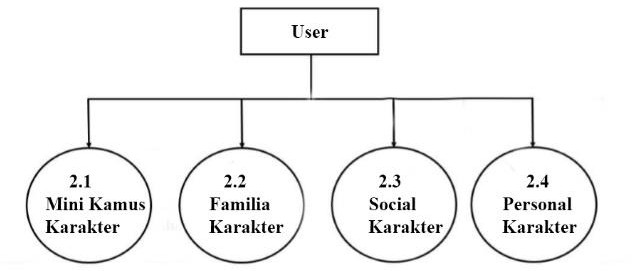 User
2.1
Mini Kamus
Karakter
2.2
Familia
Karakter
2.3
Social
Karakter
2.4
Personal
Karakter